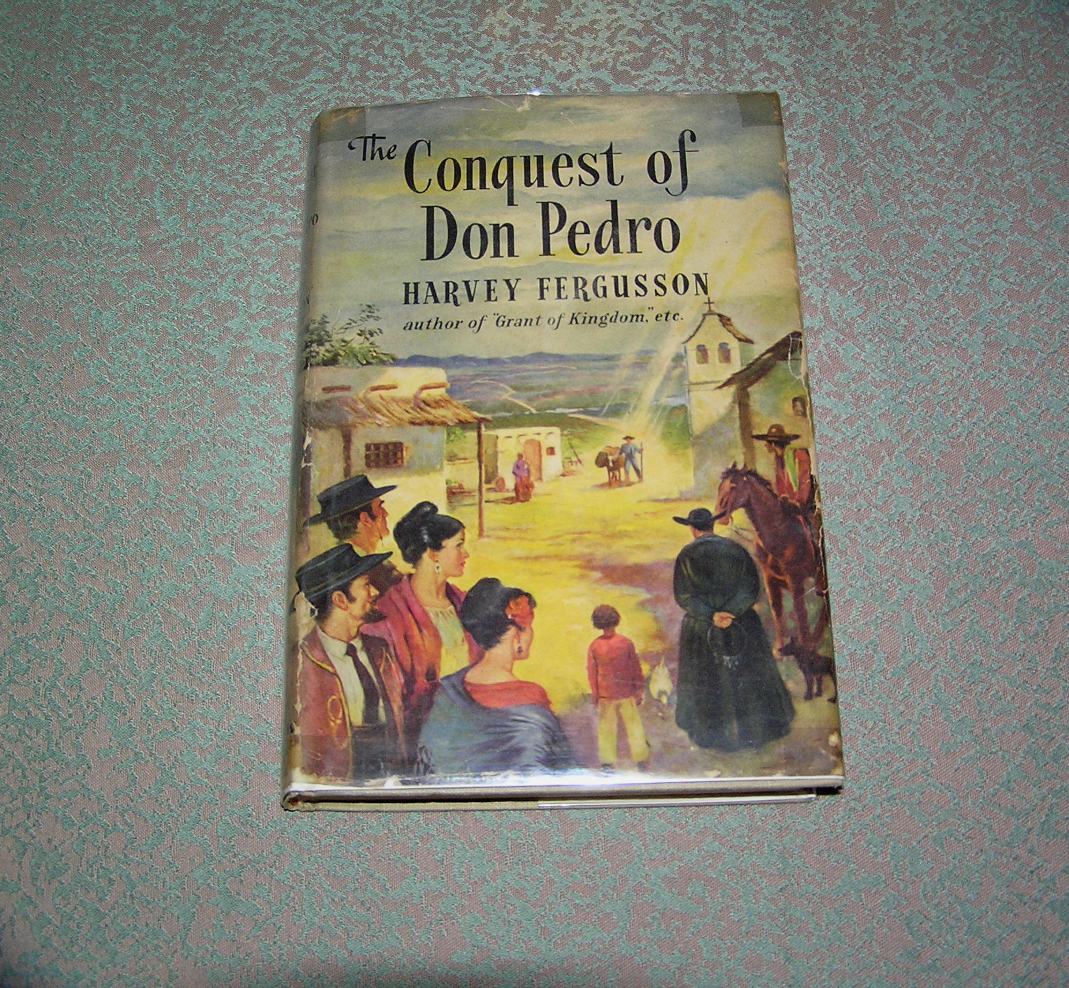 The Conquest of
Don Pedro
HARVEY FERGUSSON
author of "Grant of Kingdom," etc.